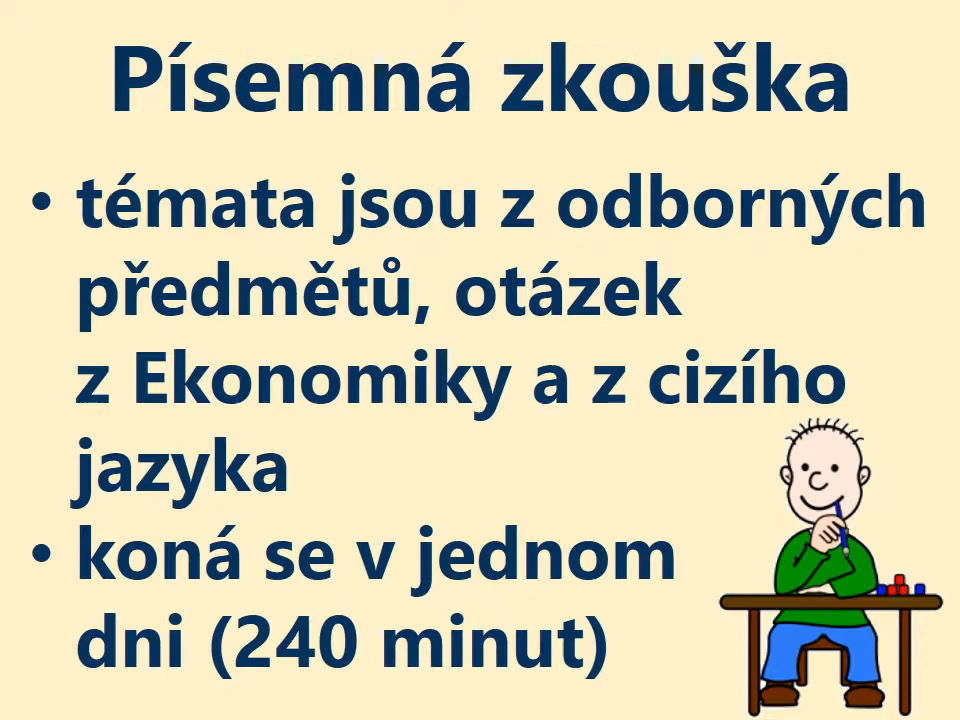 Písemná zkouška
• témata jsou z odborných
předmětů, otázek
z Ekonomiky a z cizího
jazyka
• koná se v jednom
dni (240 minut)